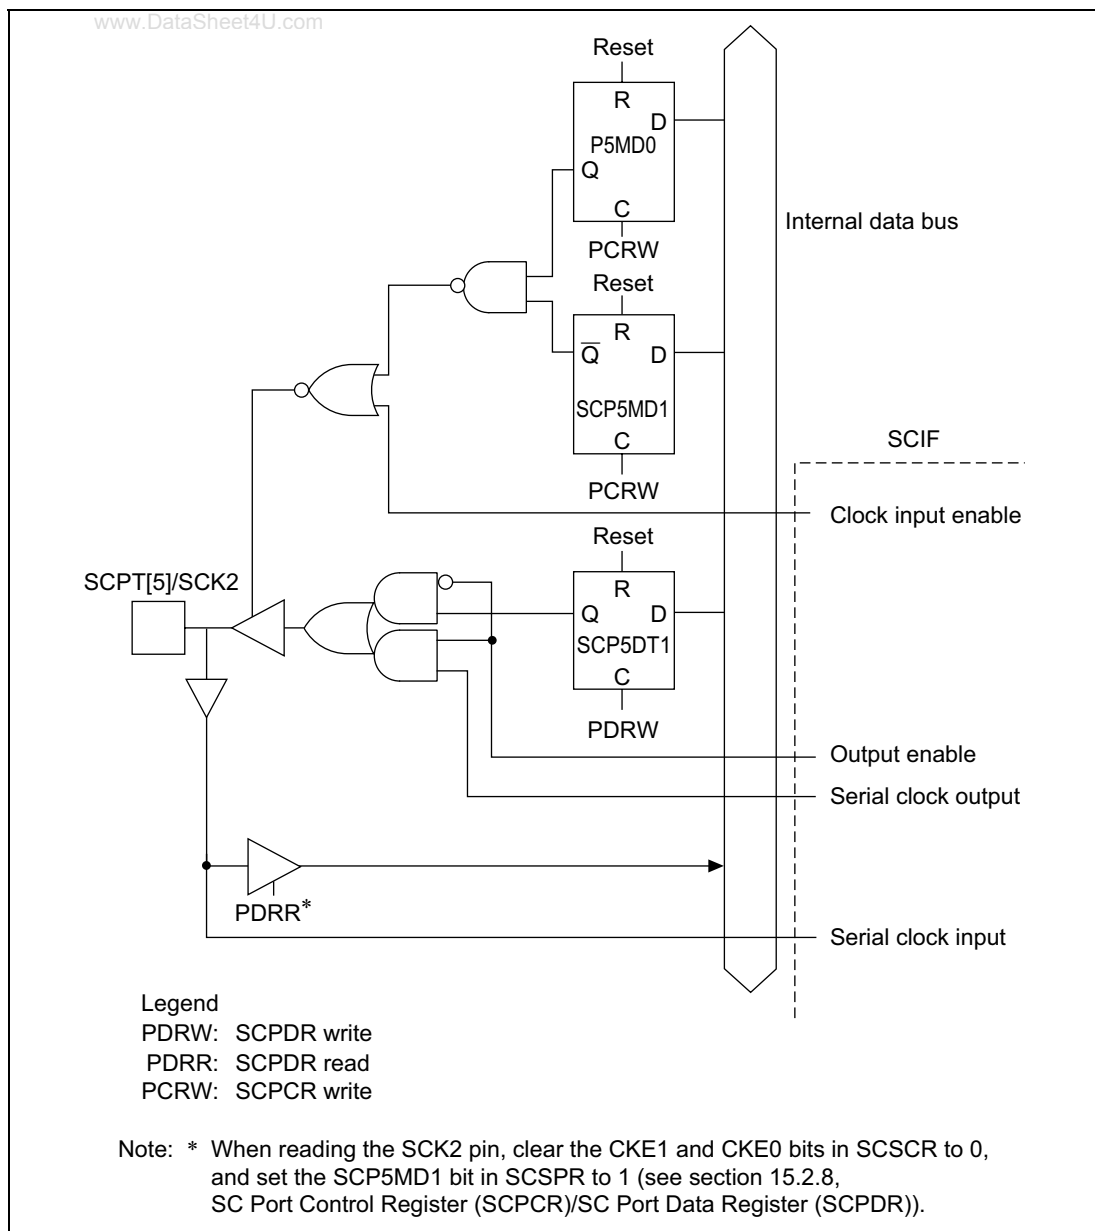 www.DataSheet4U.com
Reset
R
D
P5MD0
Q
C
PCRW
Internal data bus
Reset
R
Q D
SCP5MD1
C
PCRW
SCIF
Clock input enable
Reset
SCPT[5]/SCK2
R
Q D
SCP5DT1
C
PDRW
Output enable
Serial clock output
PDRR*
Serial clock input
Legend
PDRW: SCPDR write
PDRR: SCPDR read
PCRW: SCPCR write
Note: * When reading the SCK2 pin, clear the CKE1 and CKE0 bits in SCSCR to 0,
and set the SCP5MD1 bit in SCSPR to 1 (see section 15.2.8,
SC Port Control Register (SCPCR)/SC Port Data Register (SCPDR)).